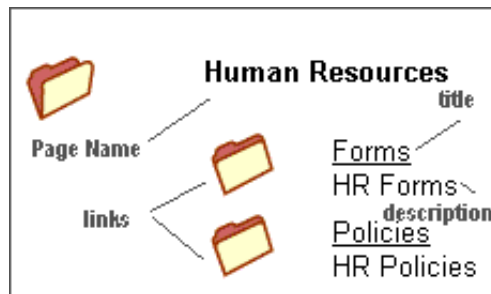 Human Resources
title
Page Name
Forms
HR Forms
links
description
Policies
HR Policies